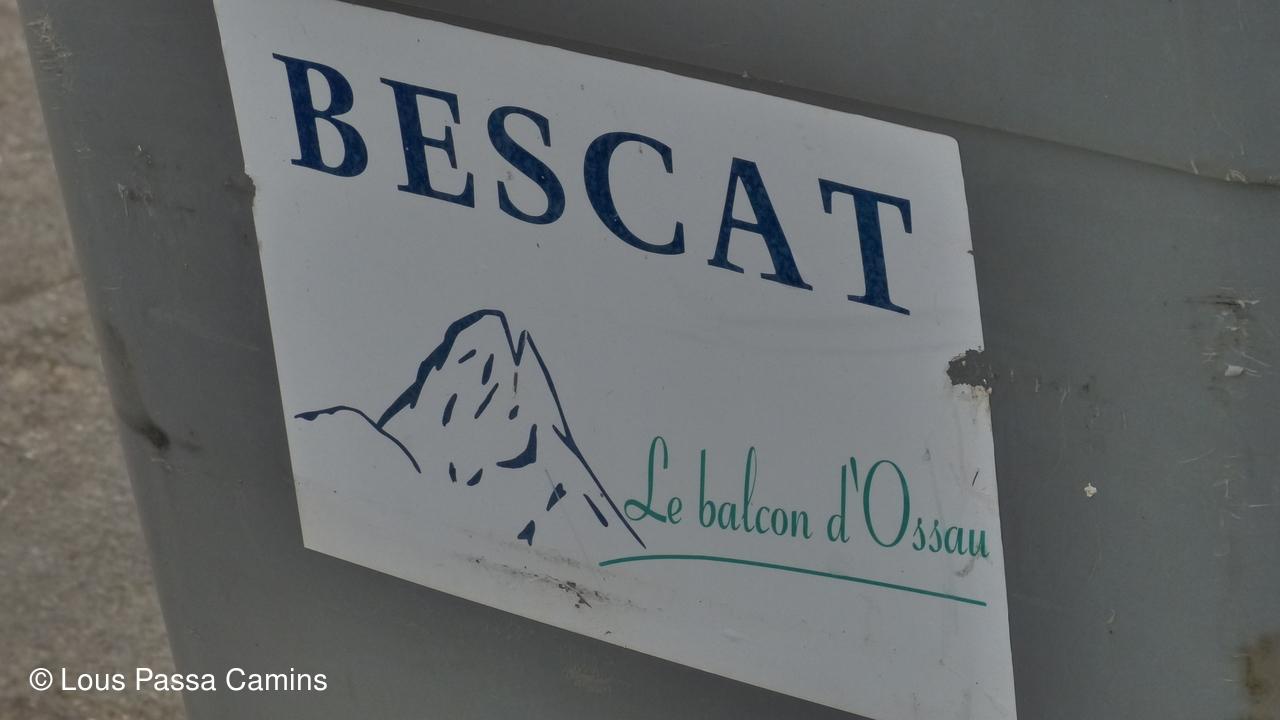 BESCAT
Le balcon d'Ossau
© Lous Passa Camins